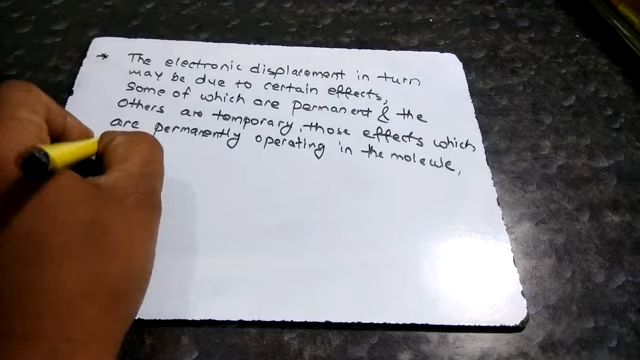 * The electronic displacement in turn
may be due to certain effects,
some of which are permanent & the
others are temporary, those effects which
are permanently operating in the molecule,